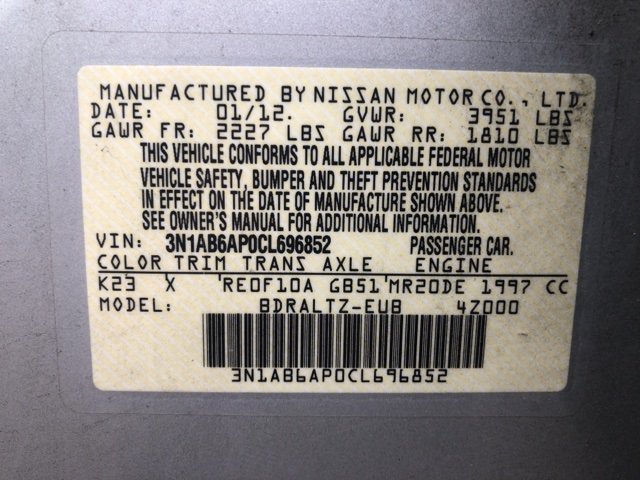 MANUFACTURED BY NISSAN MOTOR CO., LTD.
DATE: 01/12. GVWR: 3951 LBS
GAWR FR: 2227 LBS GAWR RR: 1810 LBS
THIS VEHICLE CONFORMS TO ALL APPLICABLE FEDERAL MOTOR
VEHICLE SAFETY, BUMPER AND THEFT PREVENTION STANDARDS
IN EFFECT ON THE DATE OF MANUFACTURE SHOWN ABOVE.
SEE OWNER'S MANUAL FOR ADDITIONAL INFORMATION.
VIN: 3N1AB6AP0CL696852 PASSENGER CAR.
COLOR TRIM TRANS AXLE ENGINE
K23 X 'RE0F10A GB51'MR20DE 1997 CC
MODEL: BDRALTZ-EUB 4Z000
3N1AB6AP0CL696852